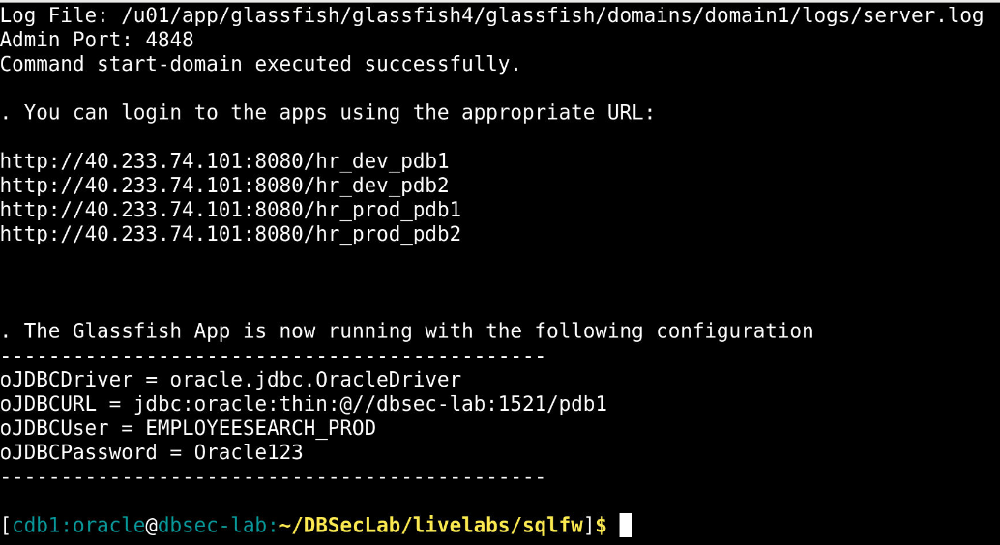 Log File: /u01/app/glassfish/glassfish4/glassfish/domains/domain1/logs/server.log
Admin Port: 4848
Command start-domain executed successfully.
. You can login to the apps using the appropriate URL:
http://40.233.74.101:8080/hr_dev_pdb1
http://40.233.74.101:8080/hr_dev_pdb2
http://40.233.74.101:8080/hr_prod_pdb1
http://40.233.74.101:8080/hr_prod_pdb2
. The Glassfish App is now running with the following configuration
---------------------------------------------
oJDBCDriver = oracle.jdbc.OracleDriver
oJDBCURL = jdbc:oracle:thin:@//dbsec-lab:1521/pdb1
oJDBCUser = EMPLOYEESEARCH_PROD
oJDBCPassword = Oracle123
---------------------------------------------
[cdb1:oracle@dbsec-lab:~/DBSecLab/livelabs/sqlfw]$